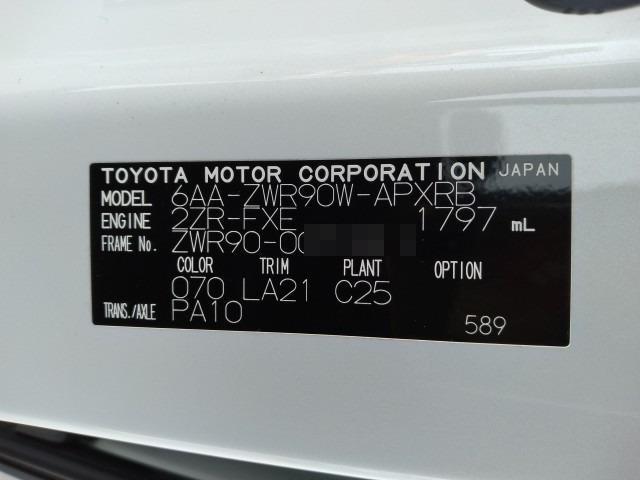 TOYOTA MOTOR CORPORATION JAPAN
MODEL 6AA-ZWR90W-APXRB
ENGINE 2ZR-FXE 1797 mL
FRAME No. ZWR90-00
COLOR TRIM PLANT OPTION
070 LA21 C25
TRANS./AXLE PA10
589